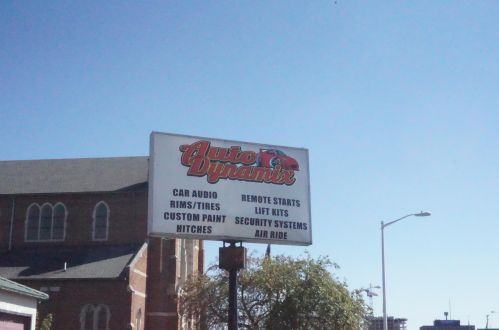 Auto
Dynamix
CAR AUDIO
RIMS/TIRES
CUSTOM PAINT
HITCHES
REMOTE STARTS
LIFT KITS
SECURITY SYSTEMS
AIR RIDE